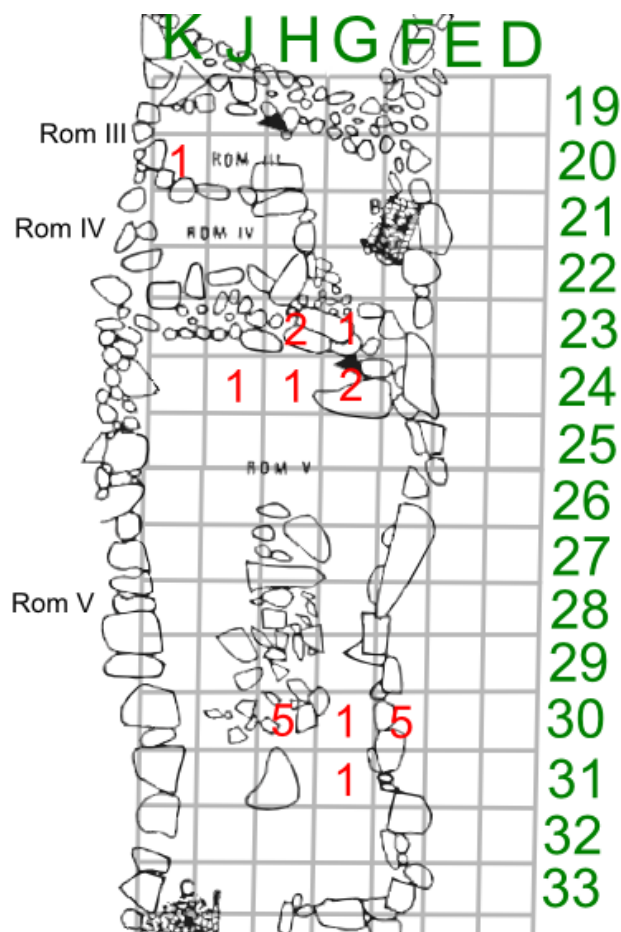 K J H G F E D
19
Rom III
1 ROM III 20
B 21
Rom IV ROM IV
22
2 1 23
1 1 2 24
25
ROM V
26
27
Rom V 28
29
5 1 5 30
1 31
32
33